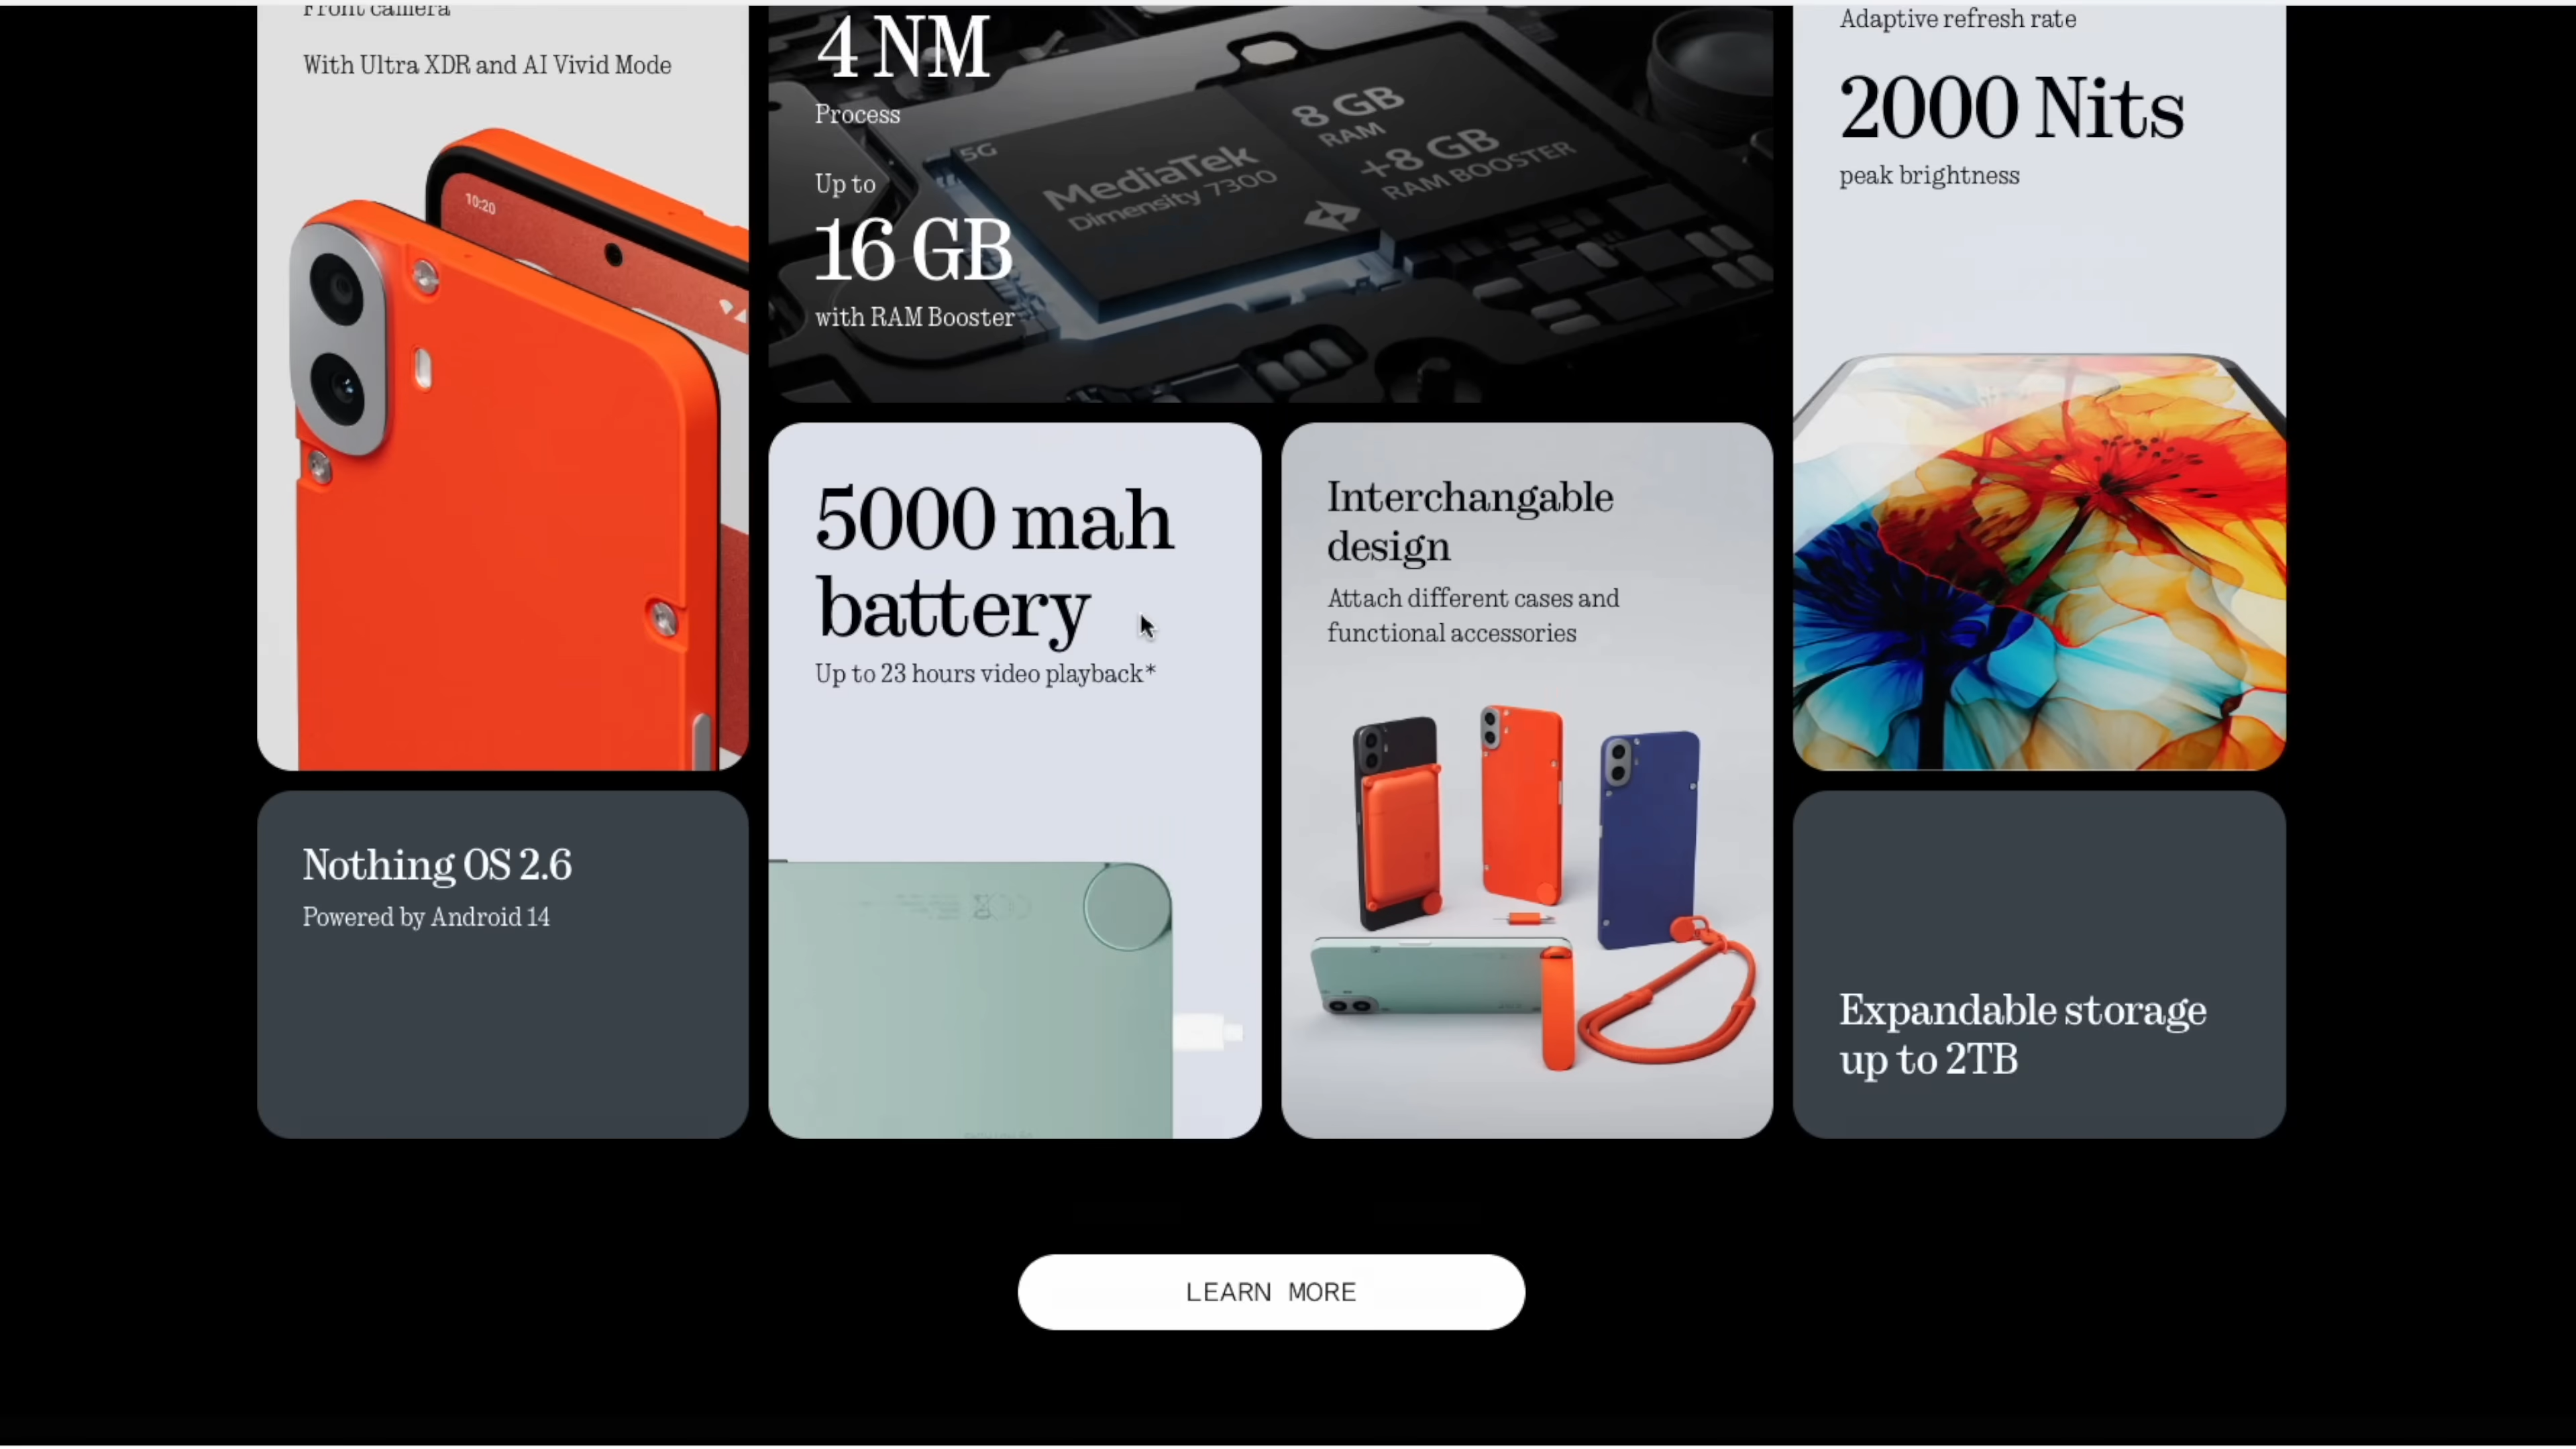 Front camera
With Ultra XDR and AI Vivid Mode
10:20
4 NM
Process
Up to
16 GB
with RAM Booster
5G
MediaTek
Dimensity 7300
8 GB
RAM
+8 GB
RAM BOOSTER
Adaptive refresh rate
2000 Nits
peak brightness
5000 mah
battery
Up to 23 hours video playback*
Interchangable
design
Attach different cases and
functional accessories
Nothing OS 2.6
Powered by Android 14
Expandable storage
up to 2TB
LEARN MORE